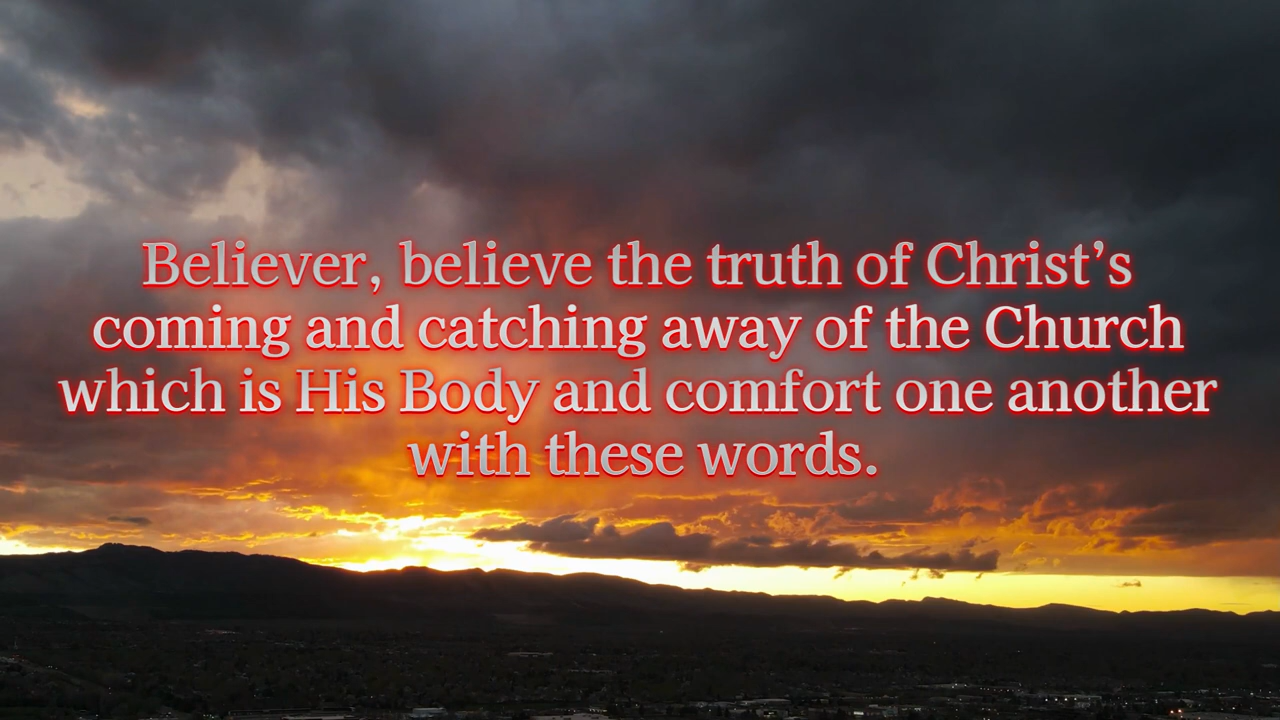 Believer, believe the truth of Christ’s
coming and catching away of the Church
which is His Body and comfort one another
with these words.